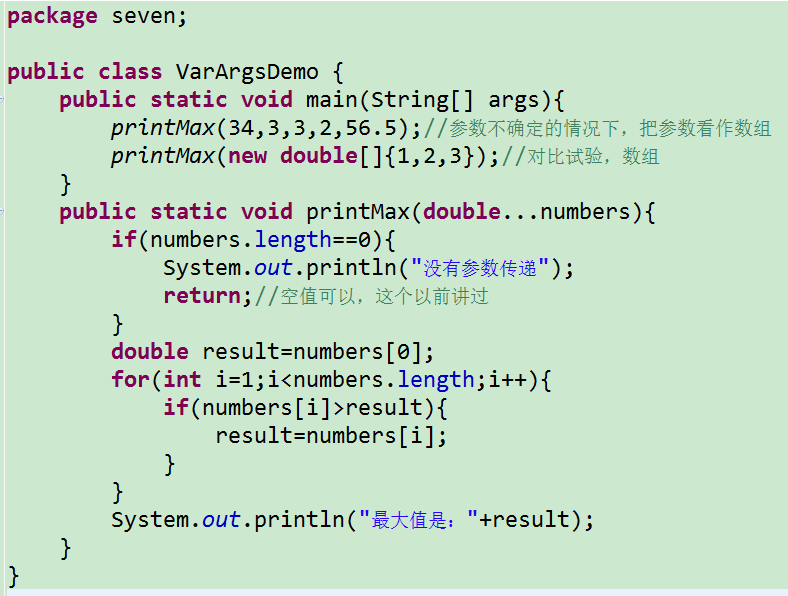 package seven;
public class VarArgsDemo {
public static void main(String[] args){
printMax(34,3,3,2,56.5);//参数不确定的情况下，把参数看作数组
printMax(new double[]{1,2,3});//对比试验，数组
}
public static void printMax(double...numbers){
if(numbers.length==0){
System.out.println("没有参数传递");
return;//空值可以，这个以前讲过
}
double result=numbers[0];
for(int i=1;i<numbers.length;i++){
if(numbers[i]>result){
result=numbers[i];
}
}
System.out.println("最大值是："+result);
}
}